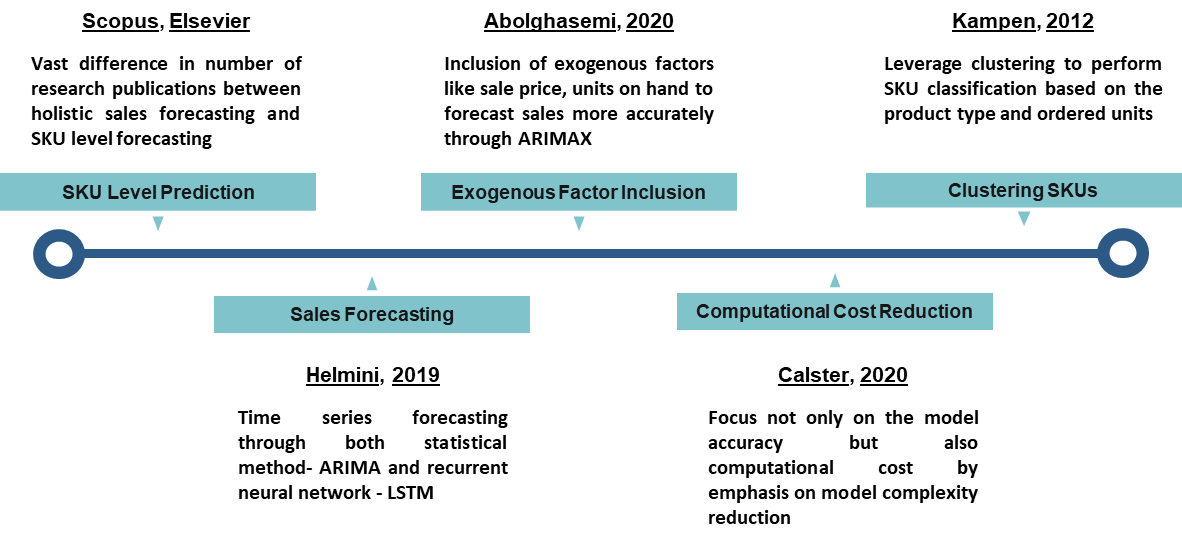 Scopus, Elsevier
Vast difference in number of
research publications between
holistic sales forecasting and
SKU level forecasting
SKU Level Prediction
Abolghasemi, 2020
Inclusion of exogenous factors
like sale price, units on hand to
forecast sales more accurately
through ARIMAX
Exogenous Factor Inclusion
Kampen, 2012
Leverage clustering to perform
SKU classification based on the
product type and ordered units
Clustering SKUs
Sales Forecasting
Helmini, 2019
Time series forecasting
through both statistical
method- ARIMA and recurrent
neural network - LSTM
Computational Cost Reduction
Calster, 2020
Focus not only on the model
accuracy but also
computational cost by
emphasis on model complexity
reduction